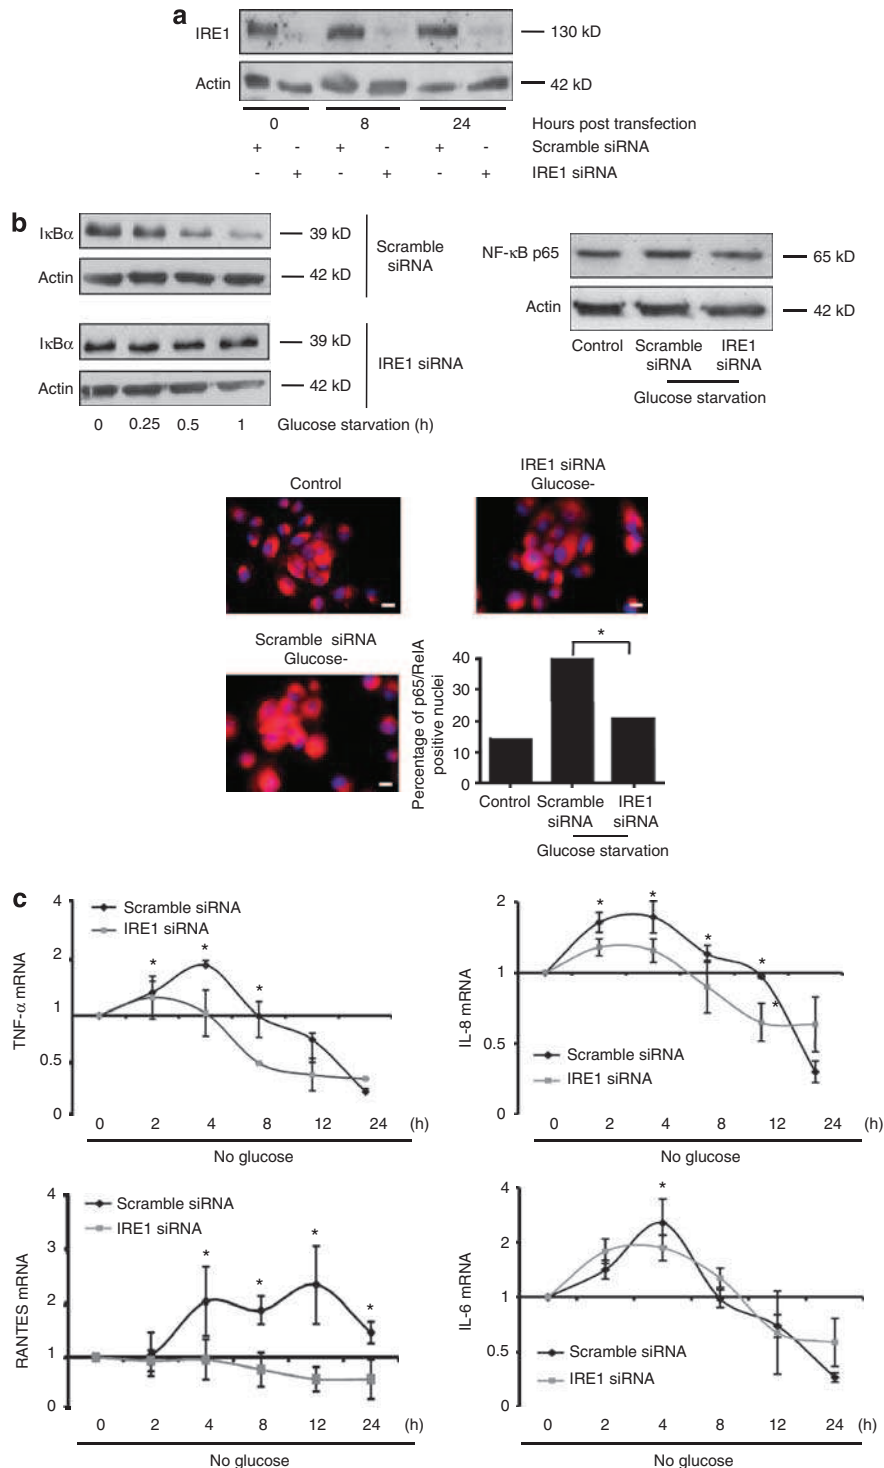 a
IRE1
130 kD
Actin
42 kD
0 8 24 Hours post transfection
+ - + - + - Scramble siRNA
- + - + - + IRE1 siRNA
b
IκBα
39 kD
Actin
42 kD
Scramble
siRNA
IκBα
39 kD
Actin
42 kD
IRE1 siRNA
0 0.25 0.5 1 Glucose starvation (h)
NF-κB p65
65 kD
Actin
42 kD
Control Scramble siRNA IRE1 siRNA
Glucose starvation
Control
IRE1 siRNA
Glucose-
Scramble siRNA
Glucose-
Percentage of p65/RelA
positive nuclei
40
30
20
10
0
*
Control Scramble siRNA IRE1 siRNA
Glucose starvation
c
TNF-α mRNA
4
2
1
0.5
0
Scramble siRNA
IRE1 siRNA
* * *
0 2 4 8 12 24 (h)
No glucose
IL-8 mRNA
2
1
0.5
0
* * * * *
Scramble siRNA
IRE1 siRNA
0 2 4 8 12 24 (h)
No glucose
RANTES mRNA
4
3
2
1
0
Scramble siRNA
IRE1 siRNA
* * * *
0 2 4 8 12 24 (h)
No glucose
IL-6 mRNA
4
2
1
0.5
0
*
Scramble siRNA
IRE1 siRNA
0 2 4 8 12 24 (h)
No glucose